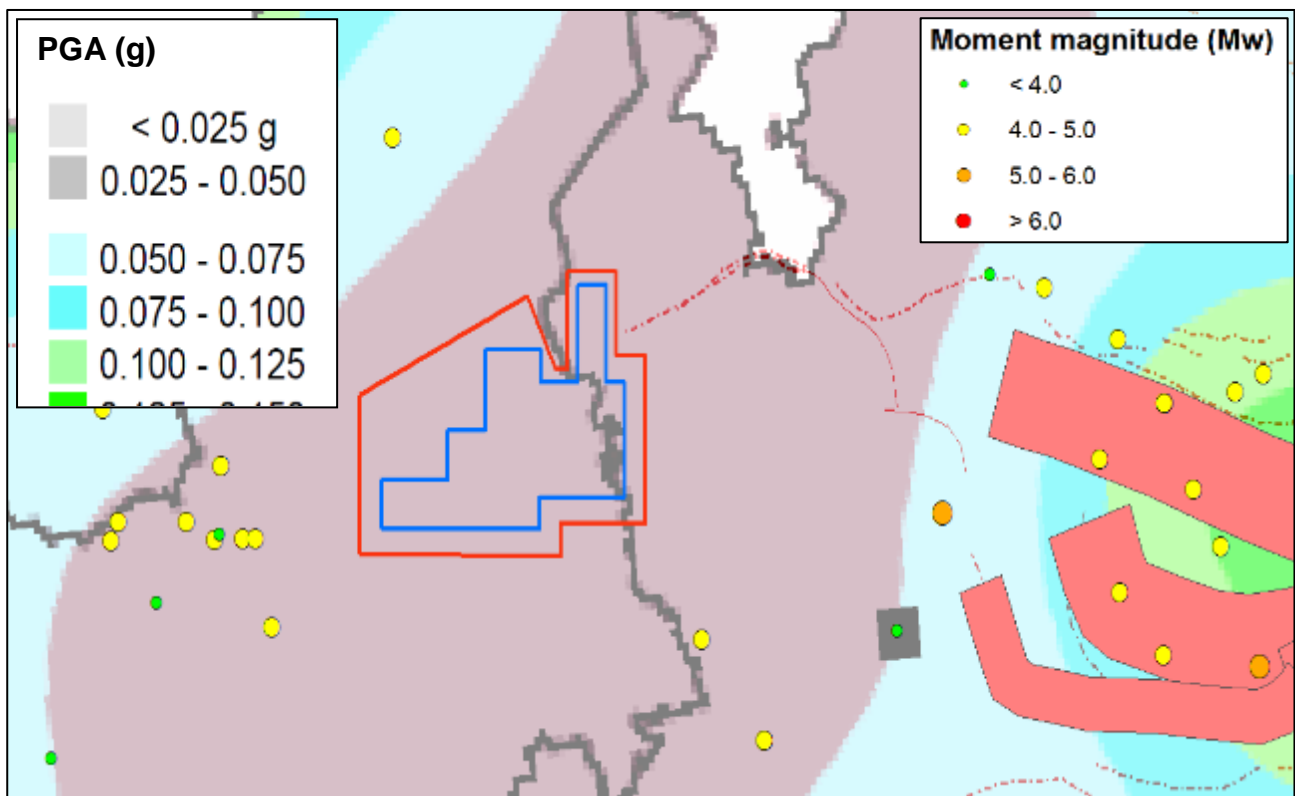 PGA (g)
< 0.025 g
0.025 - 0.050
0.050 - 0.075
0.075 - 0.100
0.100 - 0.125
Moment magnitude (Mw)
< 4.0
4.0 - 5.0
5.0 - 6.0
> 6.0